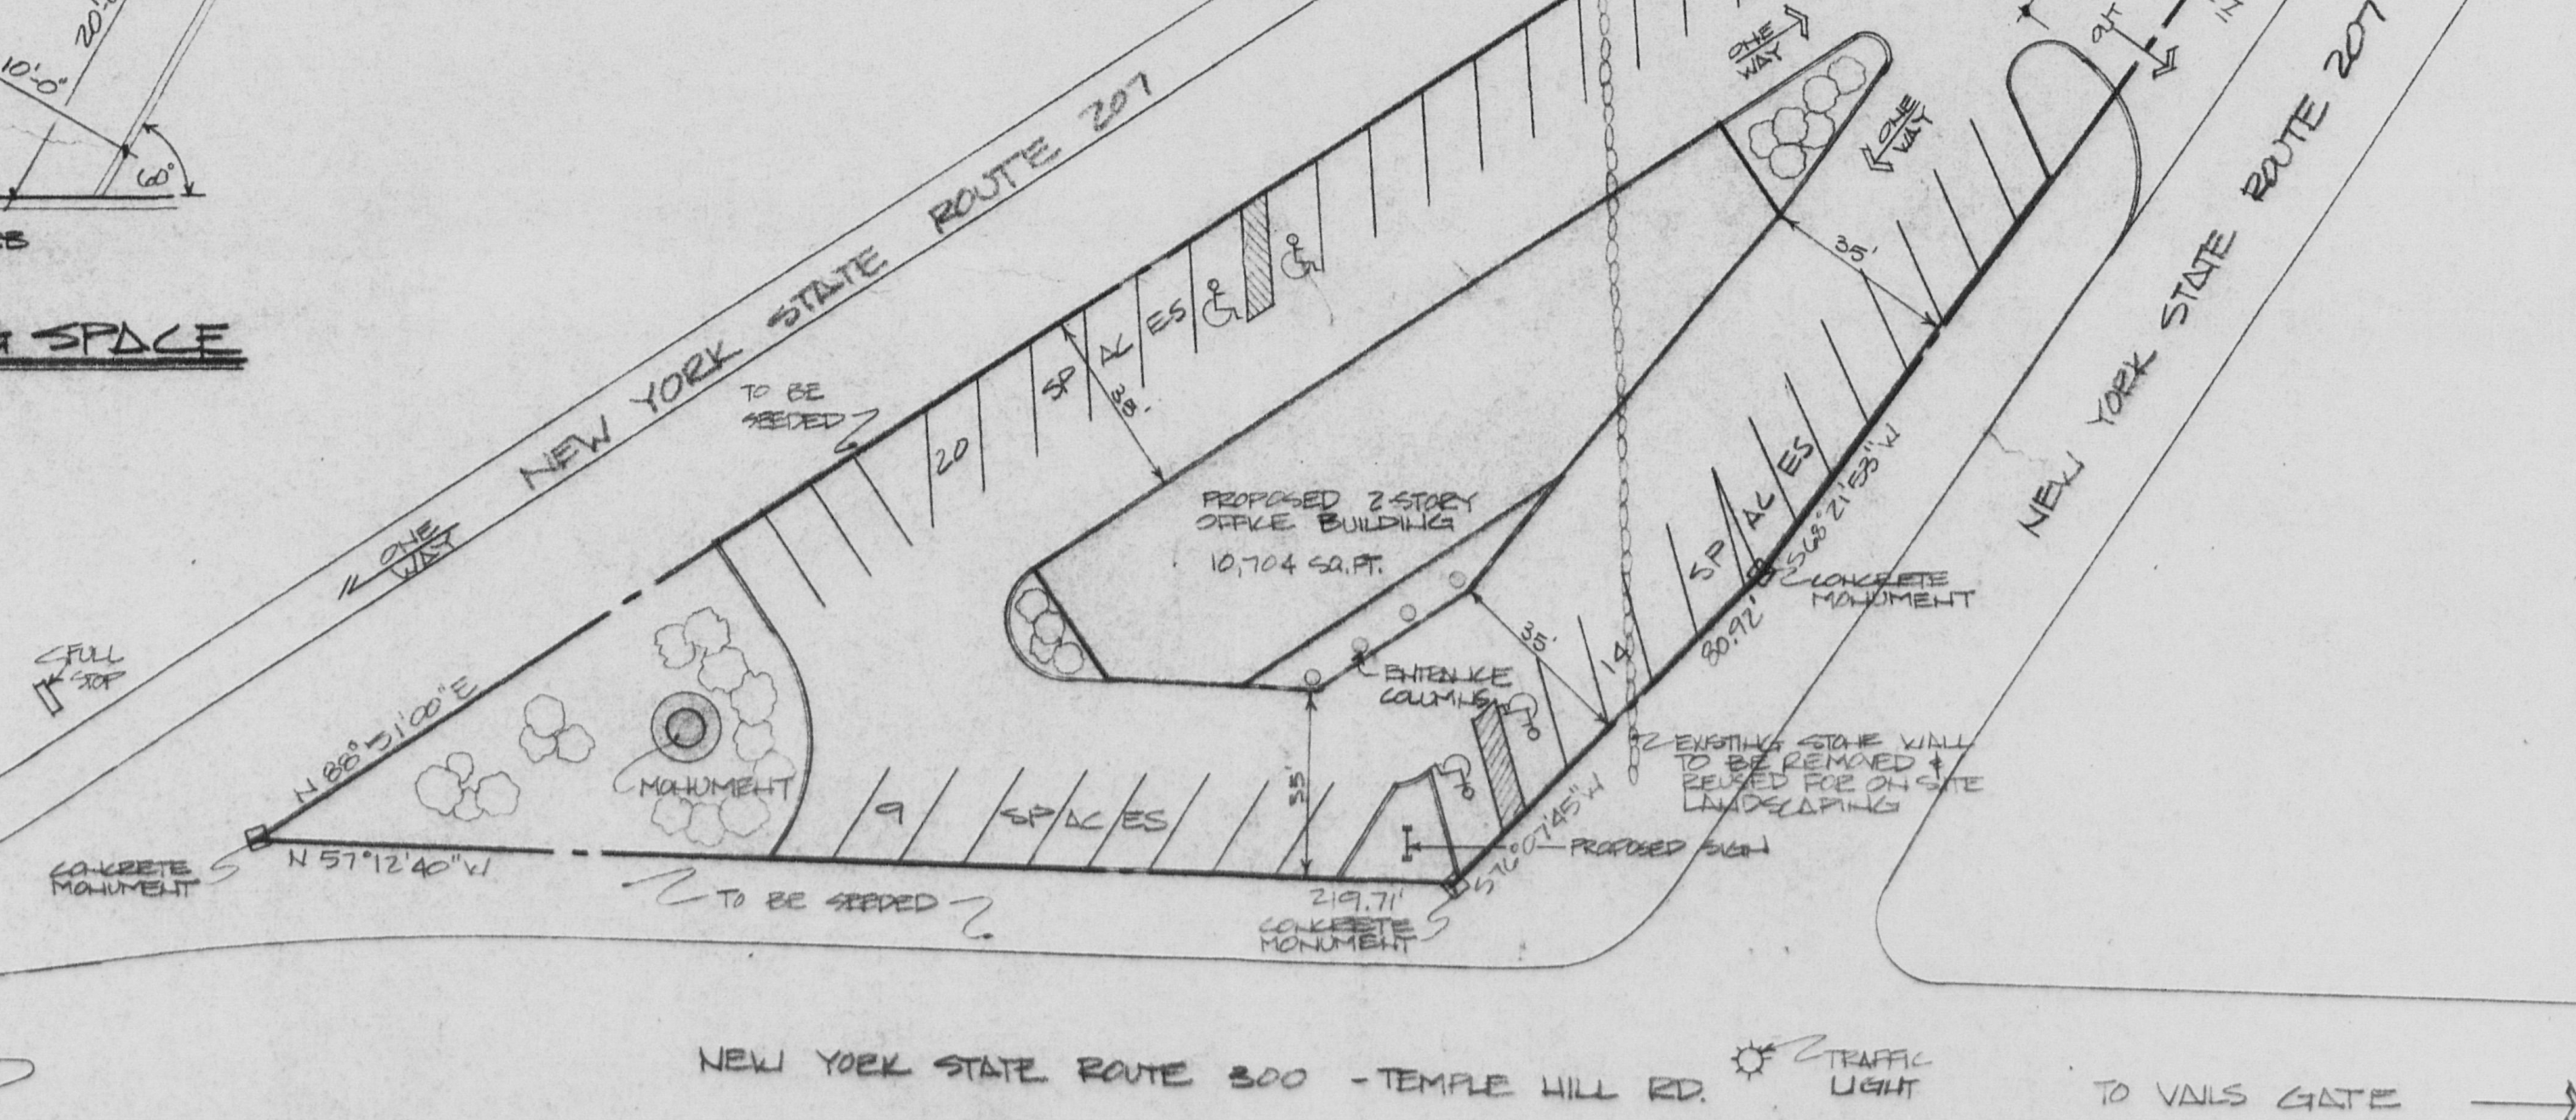 20'-
10'-0"
60°
SPACE
NEW YORK STATE ROUTE 207
ONE
WAY
FULL
STOP
TO BE
SEEDED
20 SPACES
35'
ONE
WAY
ONE
WAY
OUT
IN
35'
NEW YORK STATE ROUTE 207
PROPOSED 2 STORY
OFFICE BUILDING
10,704 SQ.FT.
14 SPACES
S68°21'53"W
CONCRETE
MONUMENT
80.92'
35'
ENTRANCE
COLUMNS
EXISTING STONE WALL
TO BE REMOVED &
REUSED FOR ON SITE
LANDSCAPING
N 88°51'00"E
MONUMENT
9 SPACES
55'
S76°07'45"W
PROPOSED SIGN
CONCRETE
MONUMENT
N 57°12'40"W
TO BE SEEDED
219.71'
CONCRETE
MONUMENT
NEW YORK STATE ROUTE 300 - TEMPLE HILL RD.
TRAFFIC
LIGHT
TO VAILS GATE